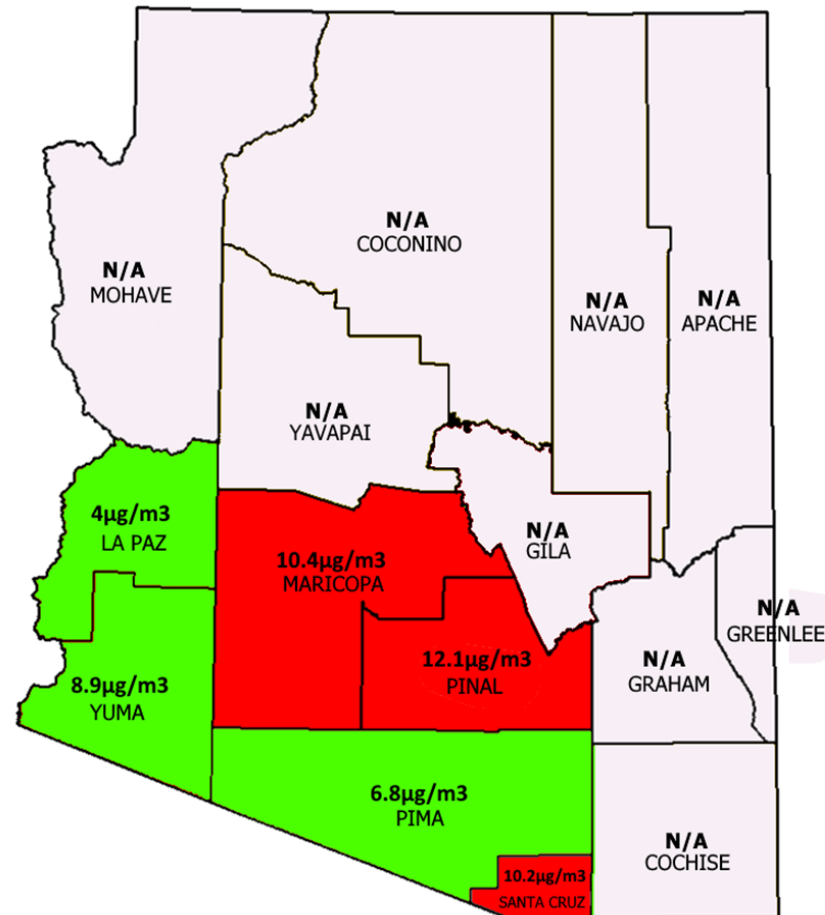 N/A
COCONINO
N/A
MOHAVE
N/A
NAVAJO
N/A
APACHE
N/A
YAVAPAI
4µg/m3
LA PAZ
10.4µg/m3
MARICOPA
N/A
GILA
8.9µg/m3
YUMA
12.1µg/m3
PINAL
N/A
GRAHAM
N/A
GREENLEE
6.8µg/m3
PIMA
10.2µg/m3
SANTA CRUZ
N/A
COCHISE